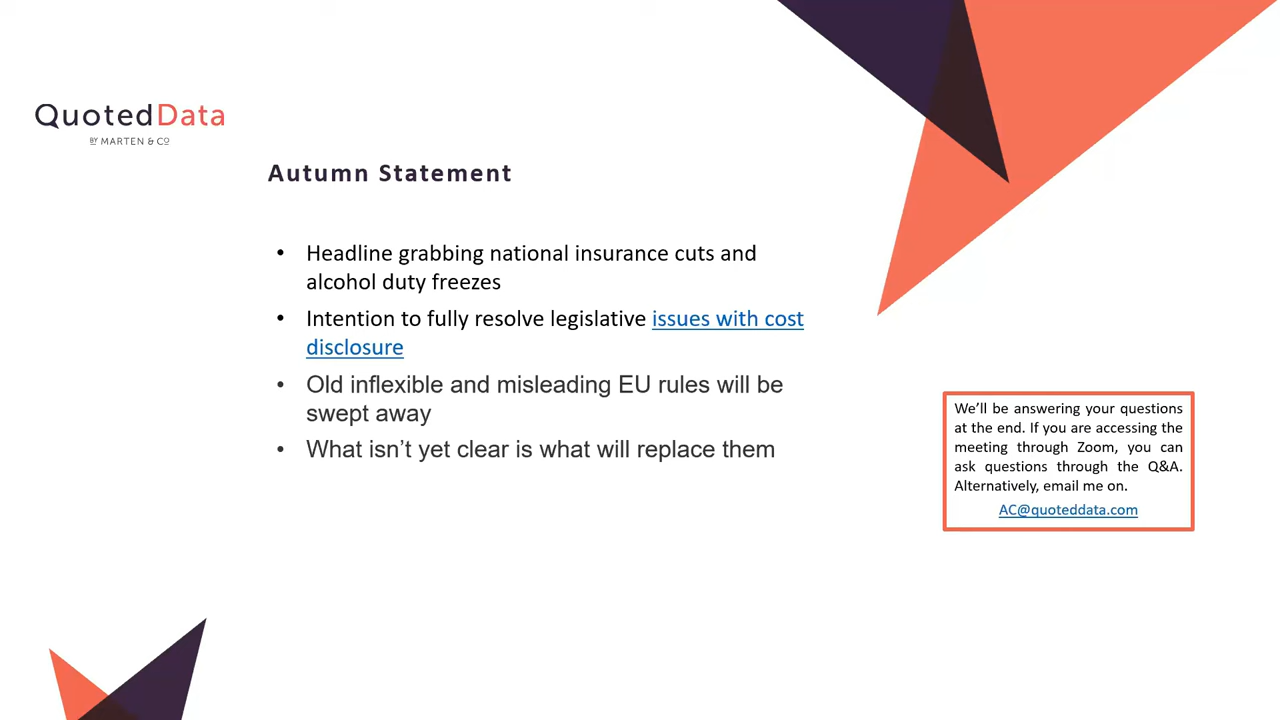 QuotedData
BY MARTEN & CO
Autumn Statement
• Headline grabbing national insurance cuts and
alcohol duty freezes
• Intention to fully resolve legislative issues with cost
disclosure
• Old inflexible and misleading EU rules will be
swept away
• What isn’t yet clear is what will replace them
We’ll be answering your questions
at the end. If you are accessing the
meeting through Zoom, you can
ask questions through the Q&A.
Alternatively, email me on.
AC@quoteddata.com